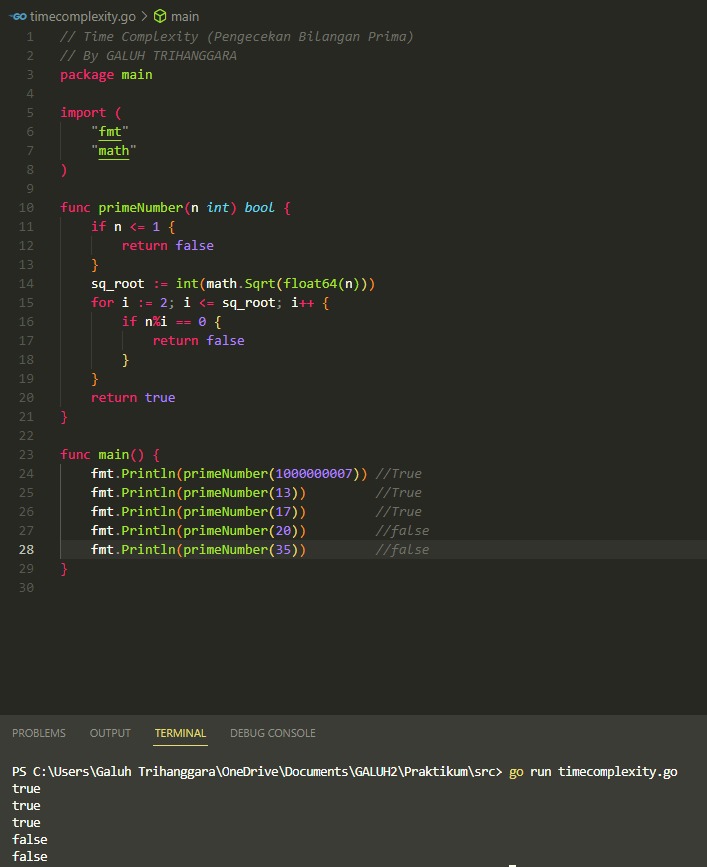 GO timecomplexity.go > main
1 // Time Complexity (Pengecekan Bilangan Prima)
2 // By GALUH TRIHANGGARA
3 package main
4
5 import (
6     "fmt"
7     "math"
8 )
9
10 func primeNumber(n int) bool {
11     if n <= 1 {
12         return false
13     }
14     sq_root := int(math.Sqrt(float64(n)))
15     for i := 2; i <= sq_root; i++ {
16         if n%i == 0 {
17             return false
18         }
19     }
20     return true
21 }
22
23 func main() {
24     fmt.Println(primeNumber(1000000007)) //True
25     fmt.Println(primeNumber(13))         //True
26     fmt.Println(primeNumber(17))         //True
27     fmt.Println(primeNumber(20))         //false
28     fmt.Println(primeNumber(35))         //false
29 }
30
PROBLEMS OUTPUT TERMINAL DEBUG CONSOLE
PS C:\Users\Galuh Trihanggara\OneDrive\Documents\GALUH2\Praktikum\src> go run timecomplexity.go
true
true
true
false
false